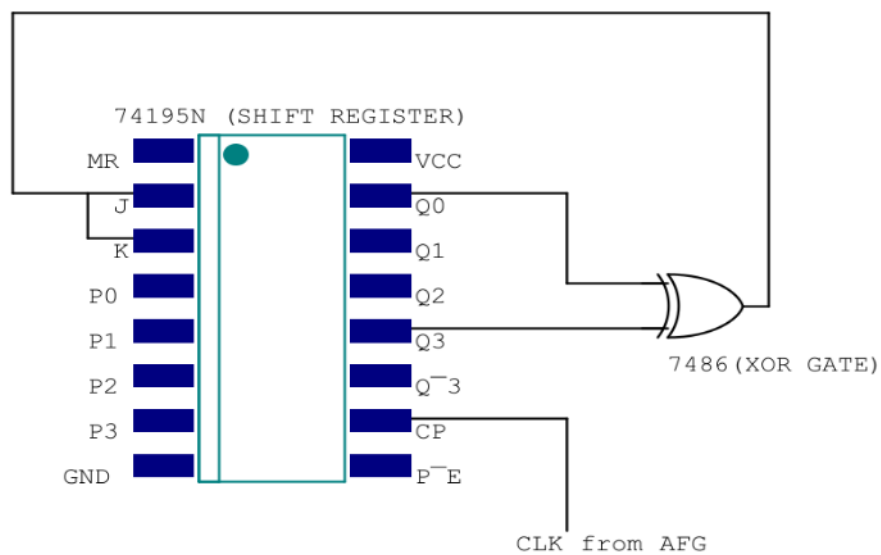 74195N (SHIFT REGISTER)
MR
VCC
J
Q0
K
Q1
P0
Q2
P1
Q3
7486(XOR GATE)
P2
Q̅3
P3
CP
GND
P̅E
CLK from AFG